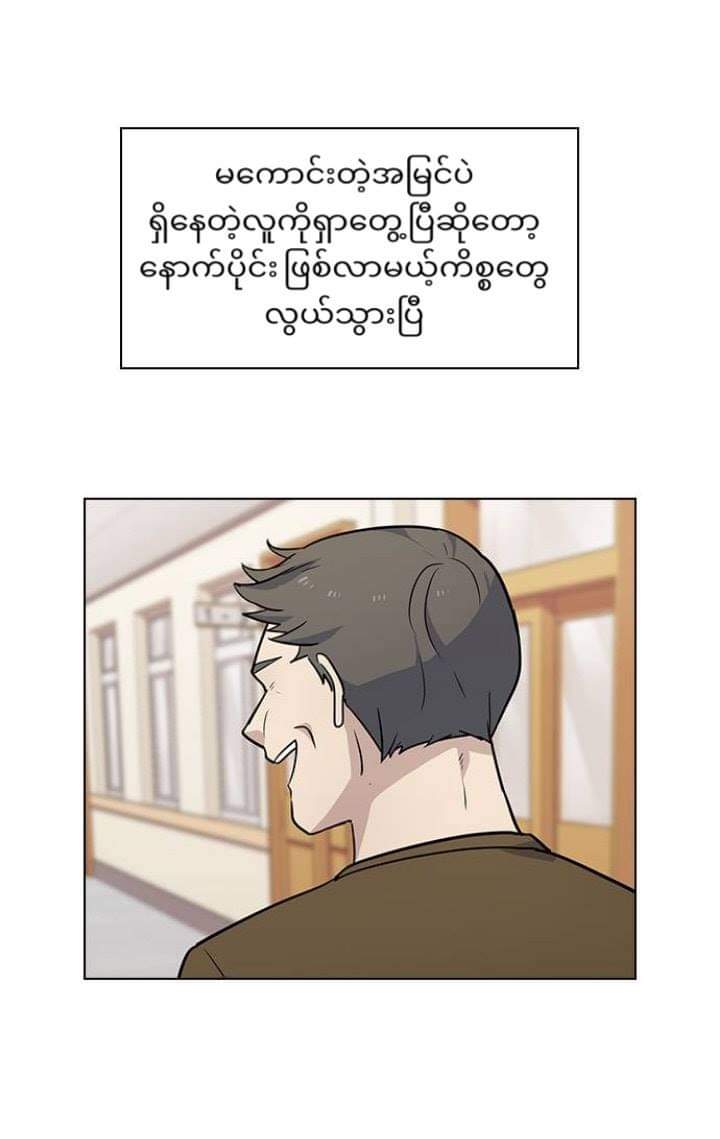 မကောင်းတဲ့အမြင်ပဲ
ရှိနေတဲ့လူကိုရှာတွေ့ပြီဆိုတော့
နောက်ပိုင်း ဖြစ်လာမယ့်ကိစ္စတွေ
လွယ်သွားပြီ